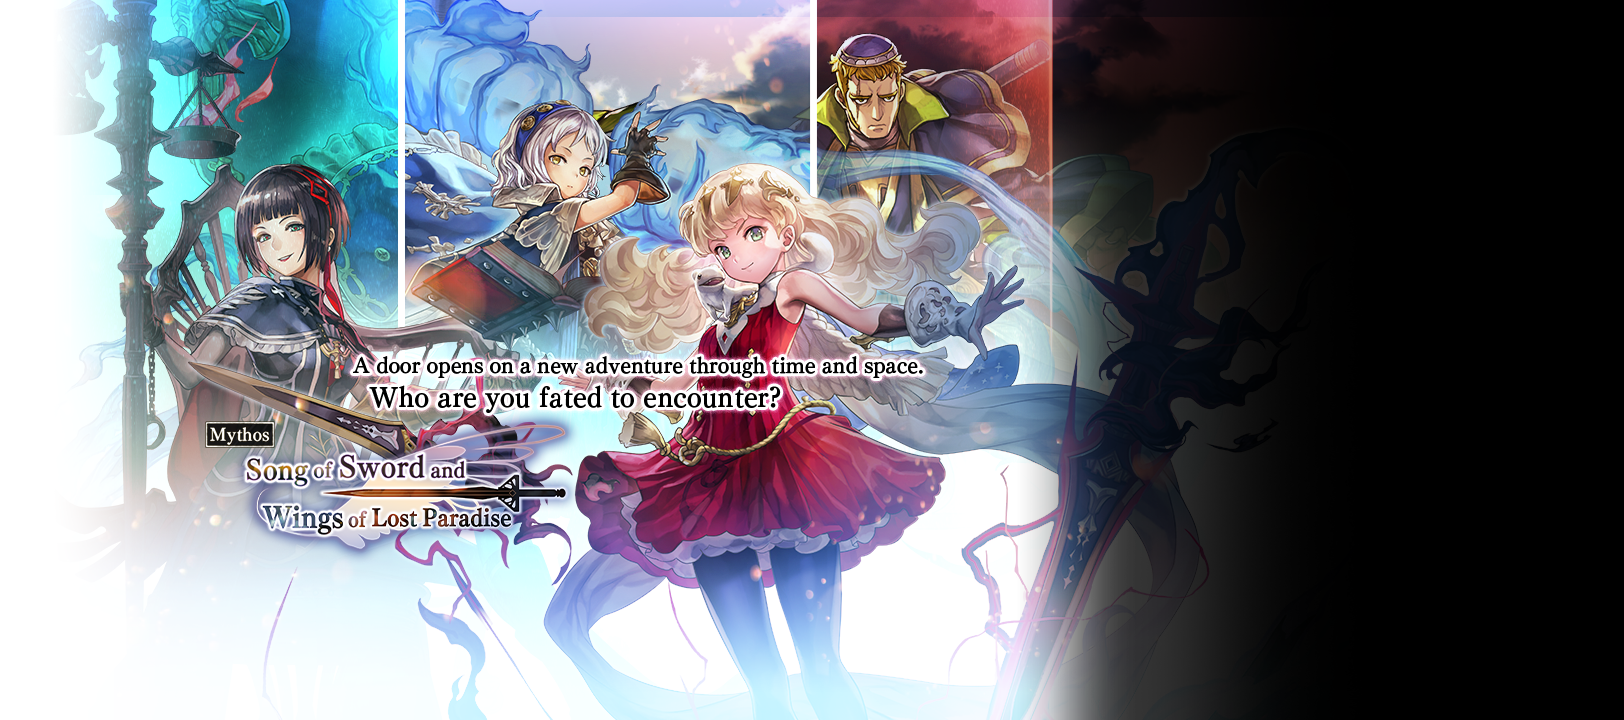 A door opens on a new adventure through time and space.
Who are you fated to encounter?
Mythos
Song of Sword and
Wings of Lost Paradise